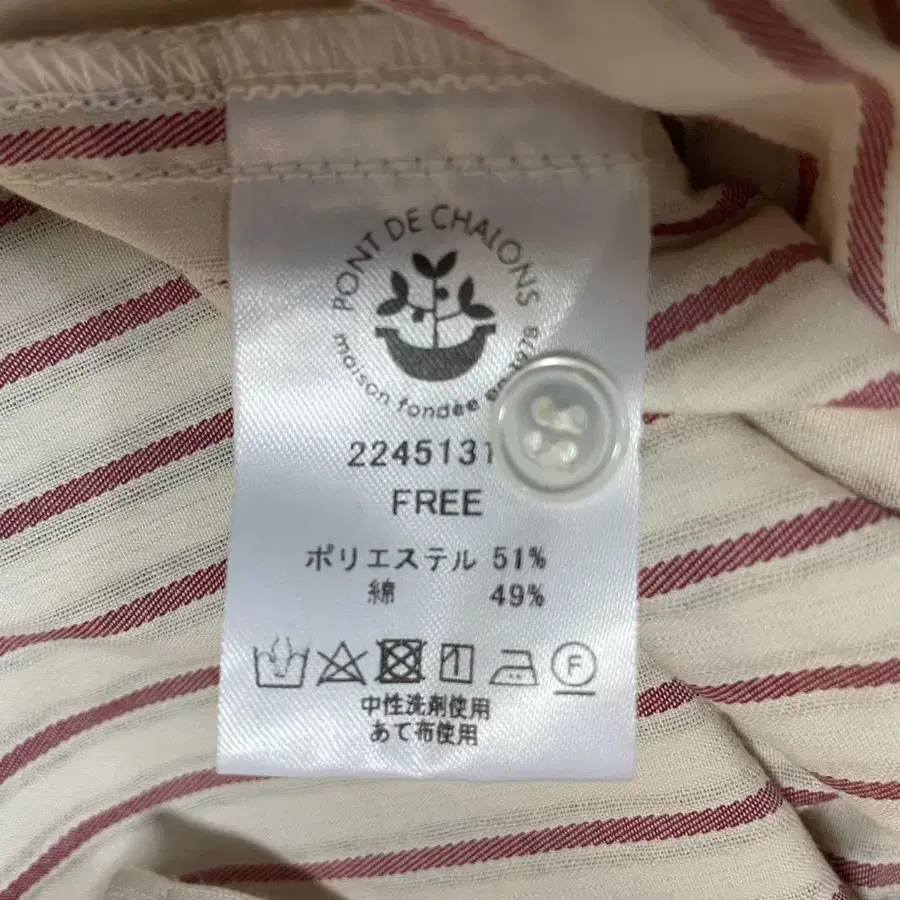 PONT DE CHALONS
maison fondée en 1978
2245131
FREE
ポリエステル 51%
綿 49%
F
中性洗剤使用
あて布使用